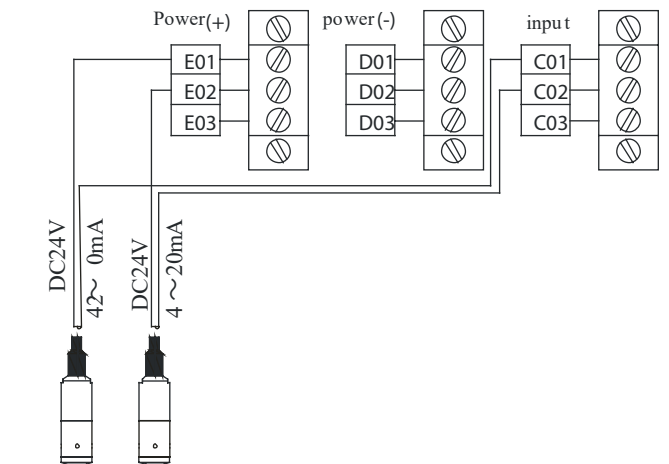 Power(+)
power(-)
input
E01
D01
C01
E02
D02
C02
E03
D03
C03
DC24V
42～ 0mA
DC24V
4～20mA